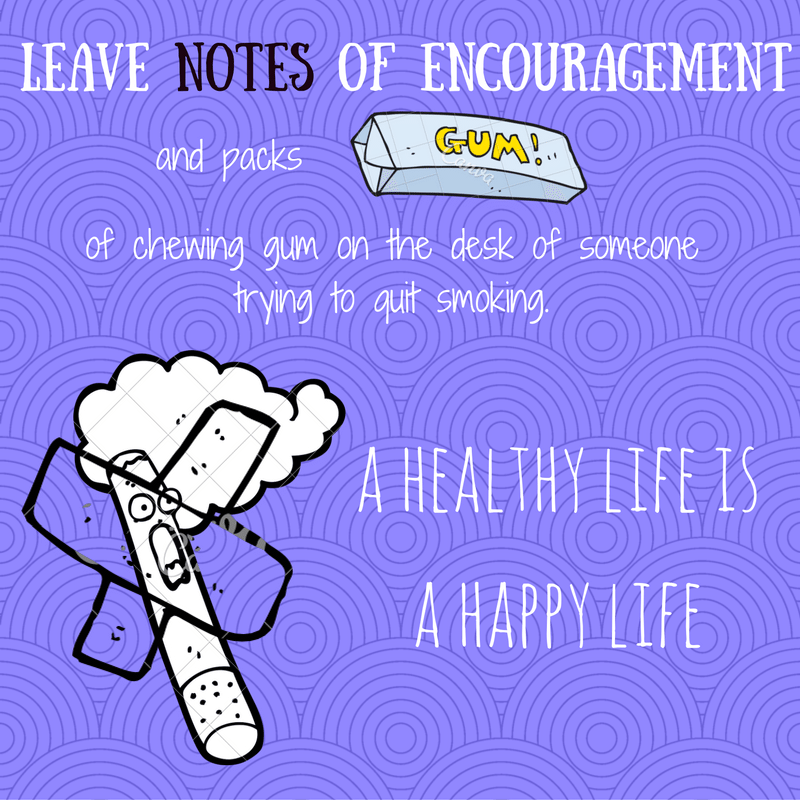 LEAVE NOTES OF ENCOURAGEMENT
and packs
GUM!
of chewing gum on the desk of someone
trying to quit smoking.
A HEALTHY LIFE IS
A HAPPY LIFE